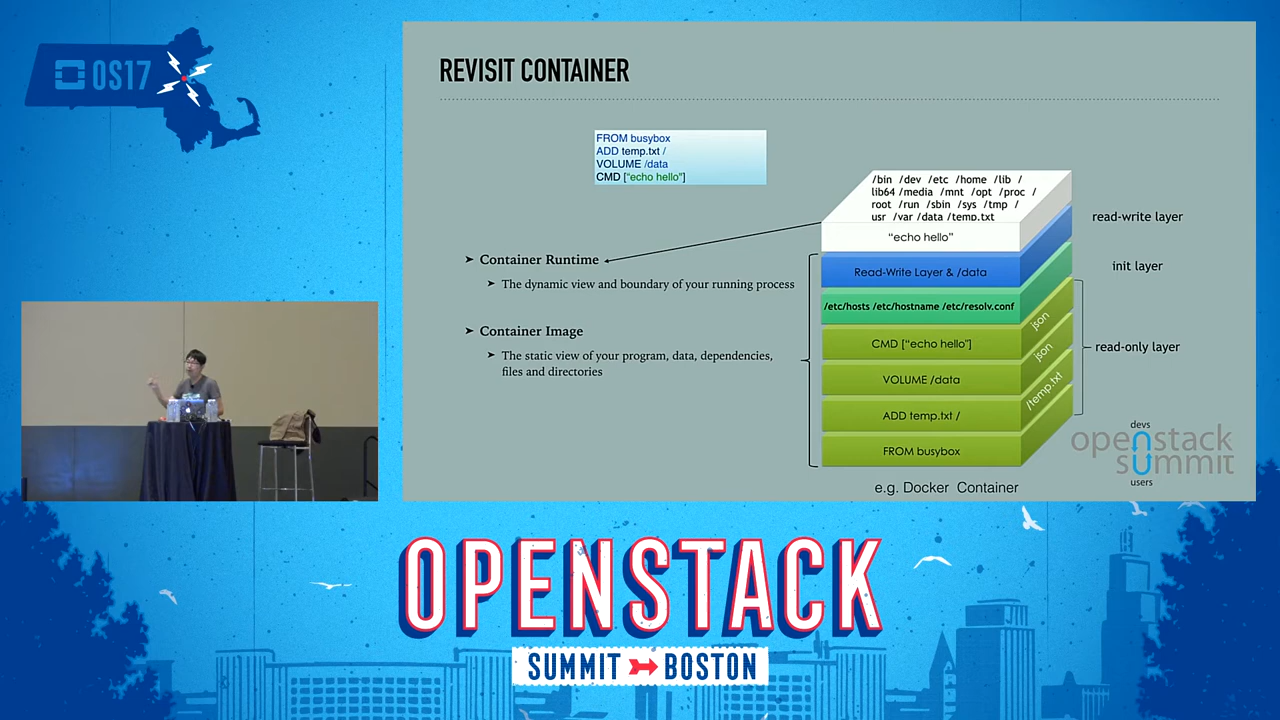 OS17
REVISIT CONTAINER
FROM busybox
ADD temp.txt /
VOLUME /data
CMD ["echo hello"]
➤ Container Runtime
➤ The dynamic view and boundary of your running process
➤ Container Image
➤ The static view of your program, data, dependencies,
files and directories
/bin /dev /etc /home /lib /
lib64 /media /mnt /opt /proc /
root /run /sbin /sys /tmp /
usr /var /data /temp.txt
“echo hello”
Read-Write Layer & /data
/etc/hosts /etc/hostname /etc/resolv.conf
CMD [“echo hello"]
VOLUME /data
ADD temp.txt /
FROM busybox
json
json
/temp.txt
read-write layer
init layer
read-only layer
e.g. Docker Container
devs
openstack
summit
users
OPENSTACK
SUMMIT BOSTON